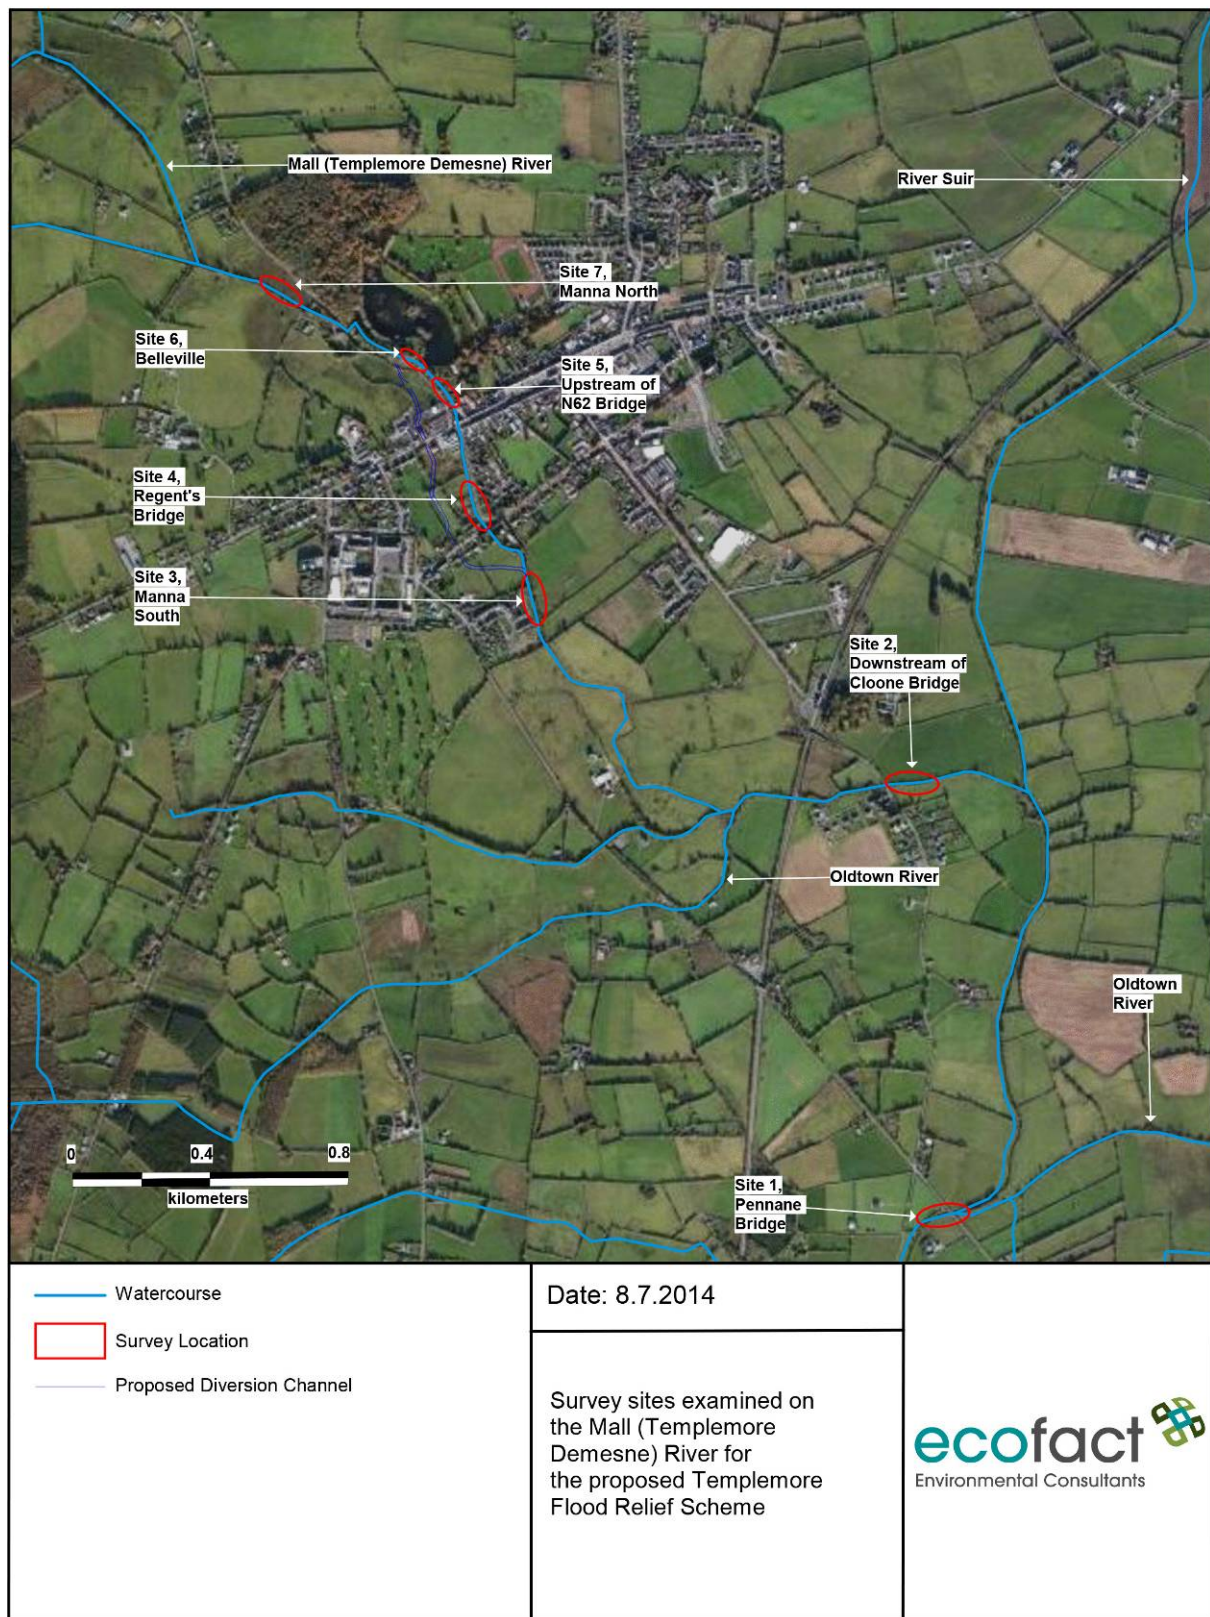 Mall (Templemore Demesne) River
River Suir
Site 7,
Manna North
Site 6,
Belleville
Site 5,
Upstream of
N62 Bridge
Site 4,
Regent's
Bridge
Site 3,
Manna
South
Site 2,
Downstream of
Cloone Bridge
Oldtown River
Oldtown
River
0 0.4 0.8
kilometers
Site 1,
Pennane
Bridge
Watercourse
Survey Location
Proposed Diversion Channel
Date: 8.7.2014
Survey sites examined on
the Mall (Templemore
Demesne) River for
the proposed Templemore
Flood Relief Scheme
ecofact
Environmental Consultants